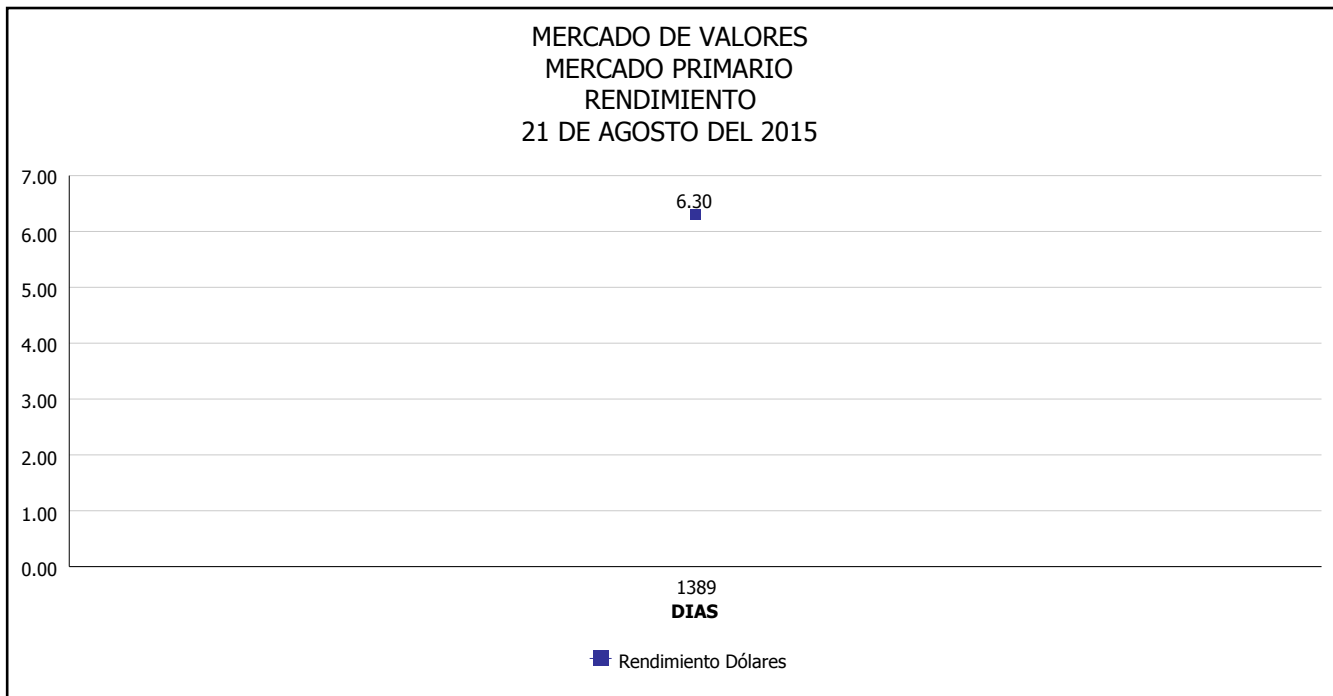 MERCADO DE VALORES
MERCADO PRIMARIO
RENDIMIENTO
21 DE AGOSTO DEL 2015
7.00
6.30
6.00
5.00
4.00
3.00
2.00
1.00
0.00
1389
DIAS
Rendimiento Dólares